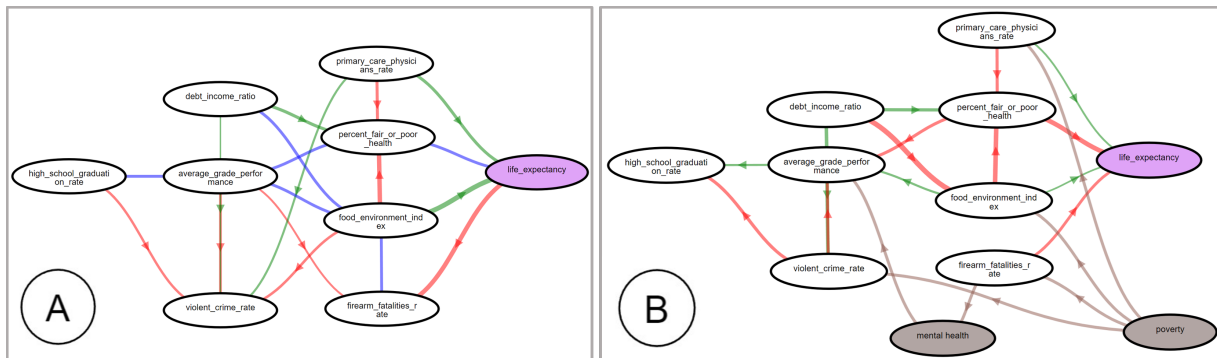 primary_care_physici
ans_rate
debt_income_ratio
percent_fair_or_poor
_health
high_school_graduati
on_rate
average_grade_perfor
mance
life_expectancy
food_environment_ind
ex
violent_crime_rate
firearm_fatalities_r
ate
A
primary_care_physici
ans_rate
debt_income_ratio
percent_fair_or_poor
_health
high_school_graduati
on_rate
average_grade_perfor
mance
life_expectancy
food_environment_ind
ex
violent_crime_rate
firearm_fatalities_r
ate
mental health
poverty
B